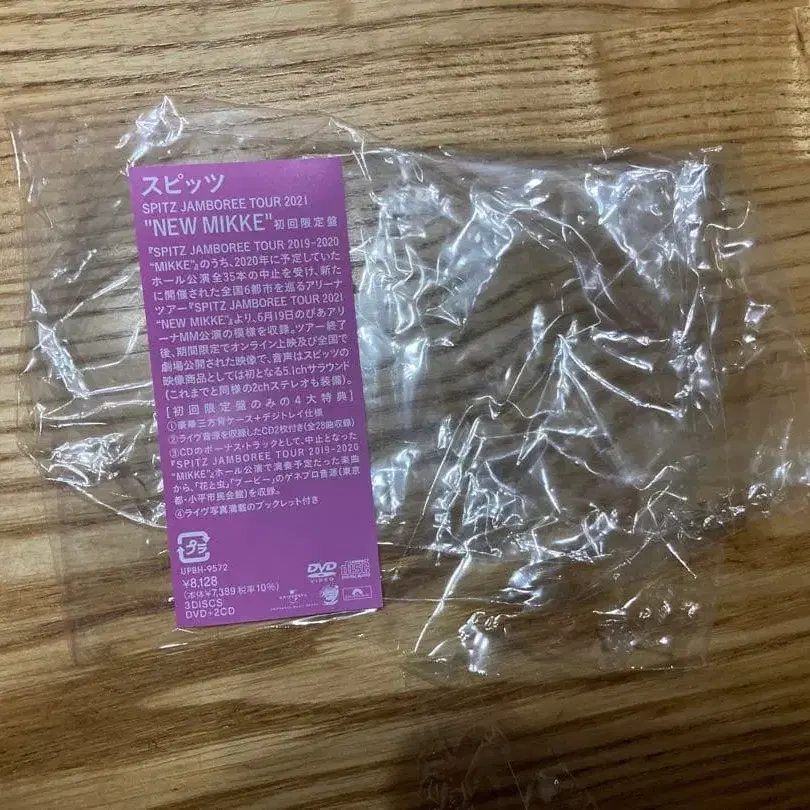 スピッツ
SPITZ JAMBOREE TOUR 2021
"NEW MIKKE" 初回限定盤
『SPITZ JAMBOREE TOUR 2019-2020
"MIKKE"』のうち、2020年に予定していた
ホール公演全35本の中止を受け、新た
に開催された全国6都市を巡るアリーナ
ツアー『SPITZ JAMBOREE TOUR 2021
"NEW MIKKE"』より、6月19日のぴあアリ
ーナMM公演の模様を収録。ツアー終了
後、期間限定でオンライン上映及び全国で
劇場公開された映像で、音声はスピッツの
映像商品としては初となる5.1chサラウンド
(これまでと同様の2chステレオも装備)。
[初回限定盤のみの4大特典]
①豪華三方背ケース+デジトレイ仕様
②ライヴ音源を収録したCD2枚付き(全28曲収録)
③CDのボーナス・トラックとして、中止となった
『SPITZ JAMBOREE TOUR 2019-2020
"MIKKE"』ホール公演で演奏予定だった楽曲
から、「花と虫」「ブービー」のゲネプロ音源(東京
都・小平市民会館)を収録。
④ライヴ写真満載のブックレット付き
プラ
UPBH-9572
¥8,128
(本体¥7,389 税率10%)
3DISCS
DVD+2CD
DVD
VIDEO
COMPACT
disc
DIGITAL AUDIO
UNIVERSAL